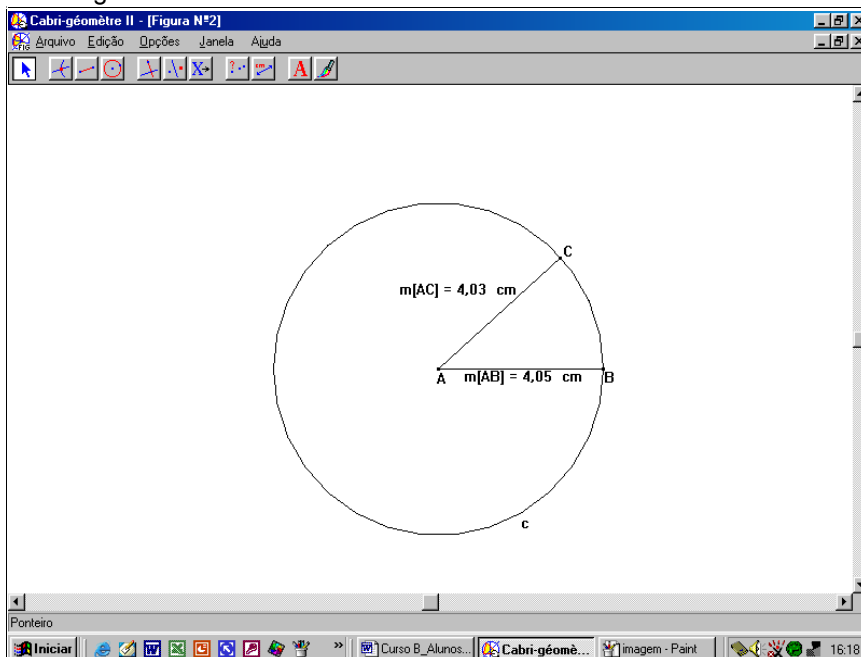 Cabri-géomètre II - [Figura Nª2]
Arquivo Edição Opções Janela Ajuda
C
m[AC] = 4,03 cm
A m[AB] = 4,05 cm B
c
Ponteiro
Iniciar » Curso B_Alunos... Cabri-géomè... imagem - Paint 16:18